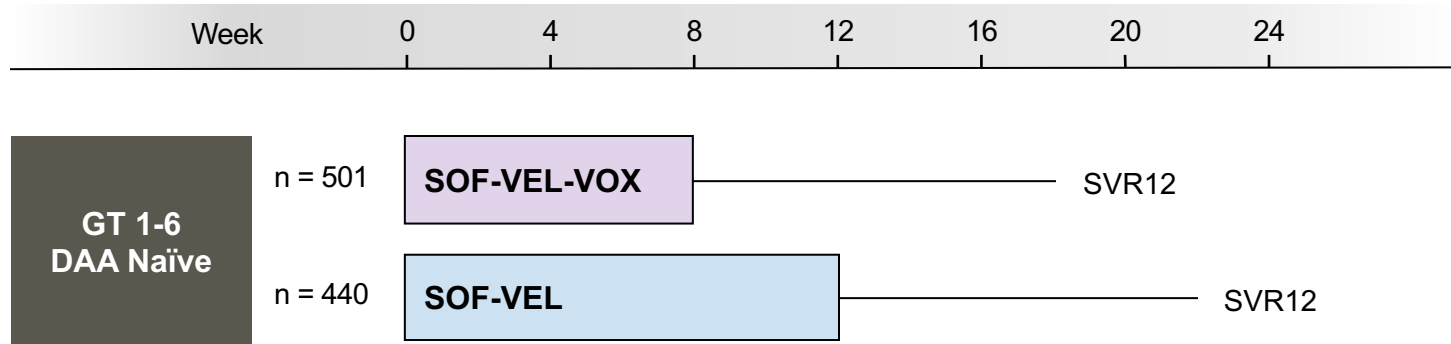 Week 0 4 8 12 16 20 24
n = 501 SOF-VEL-VOX SVR12
GT 1-6
DAA Naïve
n = 440 SOF-VEL SVR12